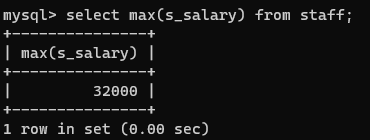 mysql> select max(s_salary) from staff;
+---------------+
| max(s_salary) |
+---------------+
|         32000 |
+---------------+
1 row in set (0.00 sec)